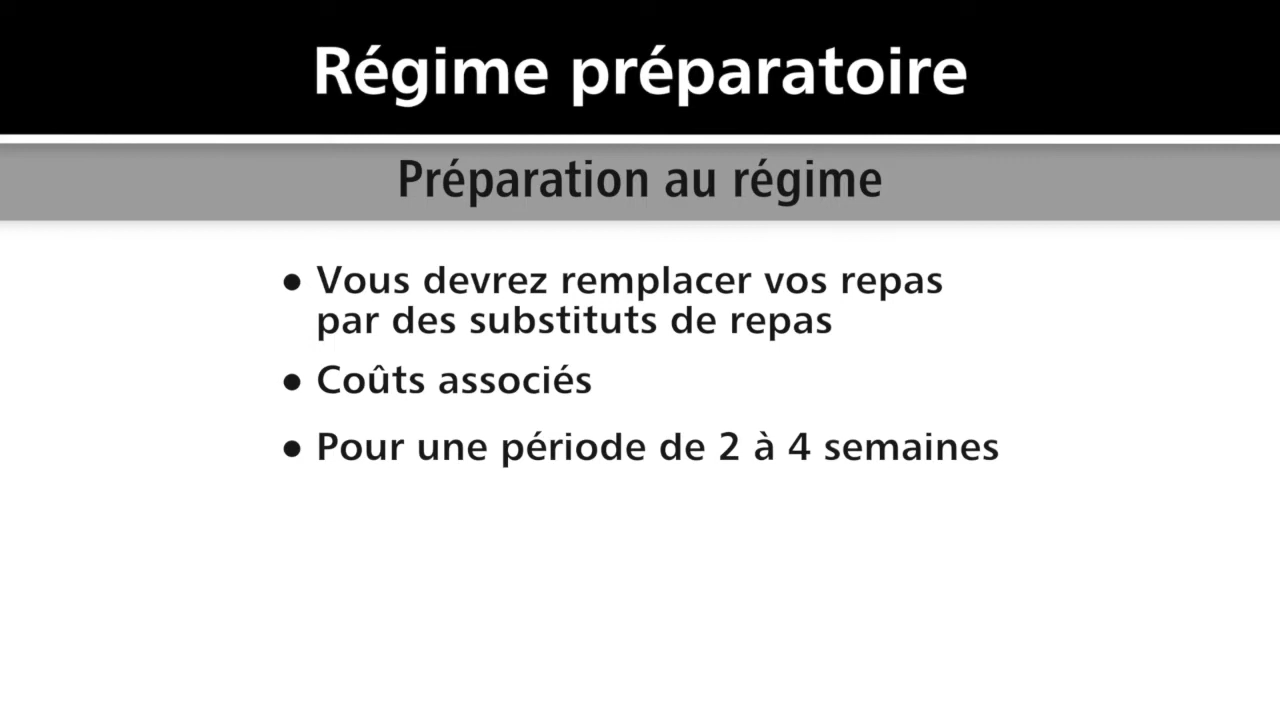 Régime préparatoire
Préparation au régime
• Vous devrez remplacer vos repas
par des substituts de repas
• Coûts associés
• Pour une période de 2 à 4 semaines